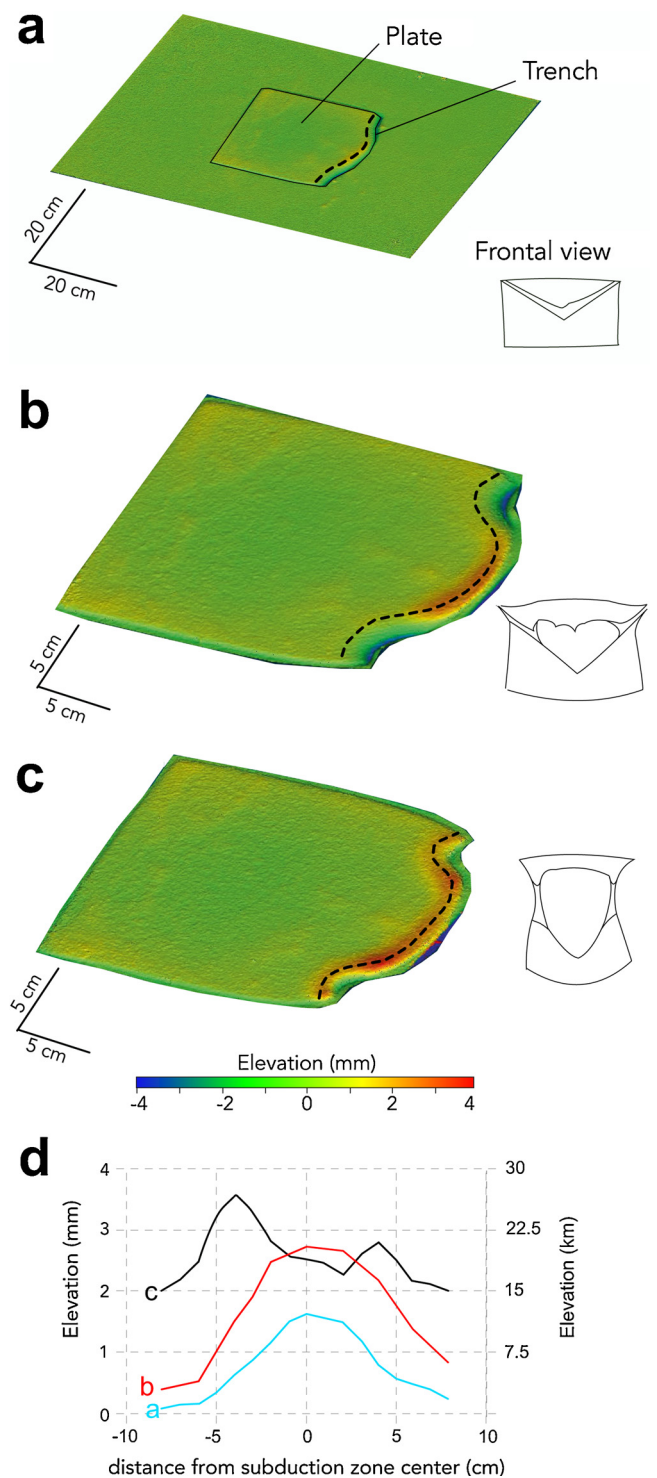 a
Plate
Trench
20 cm
20 cm
Frontal view
b
5 cm
5 cm
c
5 cm
5 cm
Elevation (mm)
-4 -2 0 2 4
d
4 30
3 22.5
2 15
1 7.5
0
Elevation (mm)
Elevation (km)
c
b
a
-10 -5 0 5 10
distance from subduction zone center (cm)